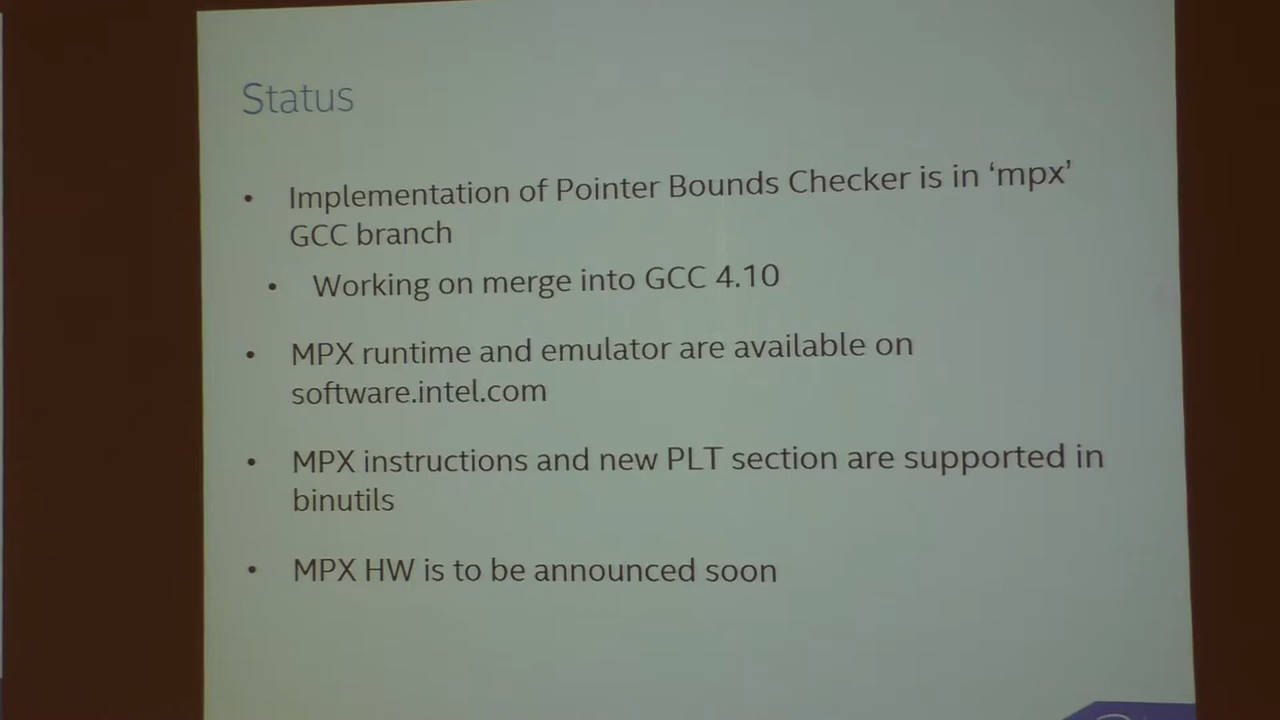 Status
• Implementation of Pointer Bounds Checker is in ‘mpx’
GCC branch
• Working on merge into GCC 4.10
• MPX runtime and emulator are available on
software.intel.com
• MPX instructions and new PLT section are supported in
binutils
• MPX HW is to be announced soon